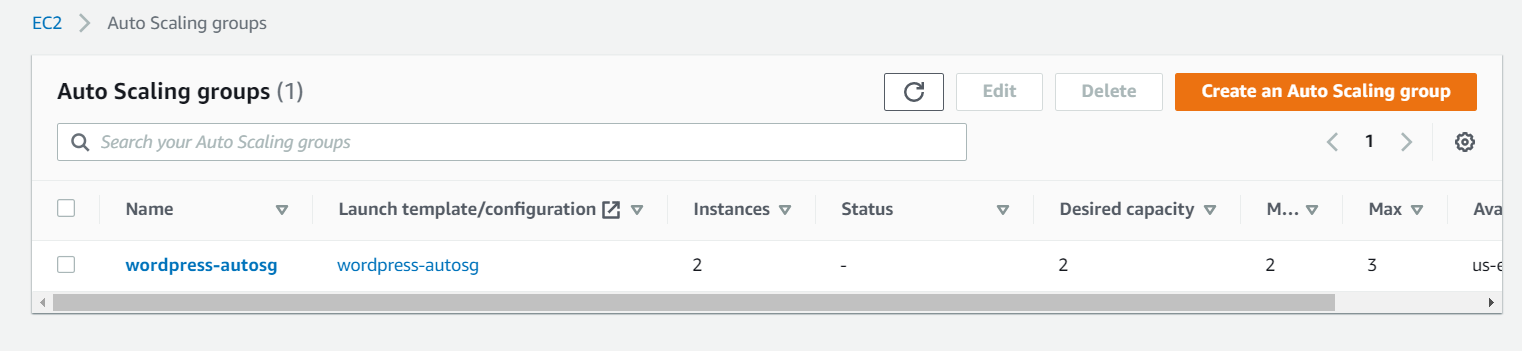 EC2 > Auto Scaling groups
Auto Scaling groups (1)
Edit Delete Create an Auto Scaling group
Search your Auto Scaling groups
1
Name Launch template/configuration Instances Status Desired capacity M... Max Ava
wordpress-autosg wordpress-autosg 2 - 2 2 3 us-e